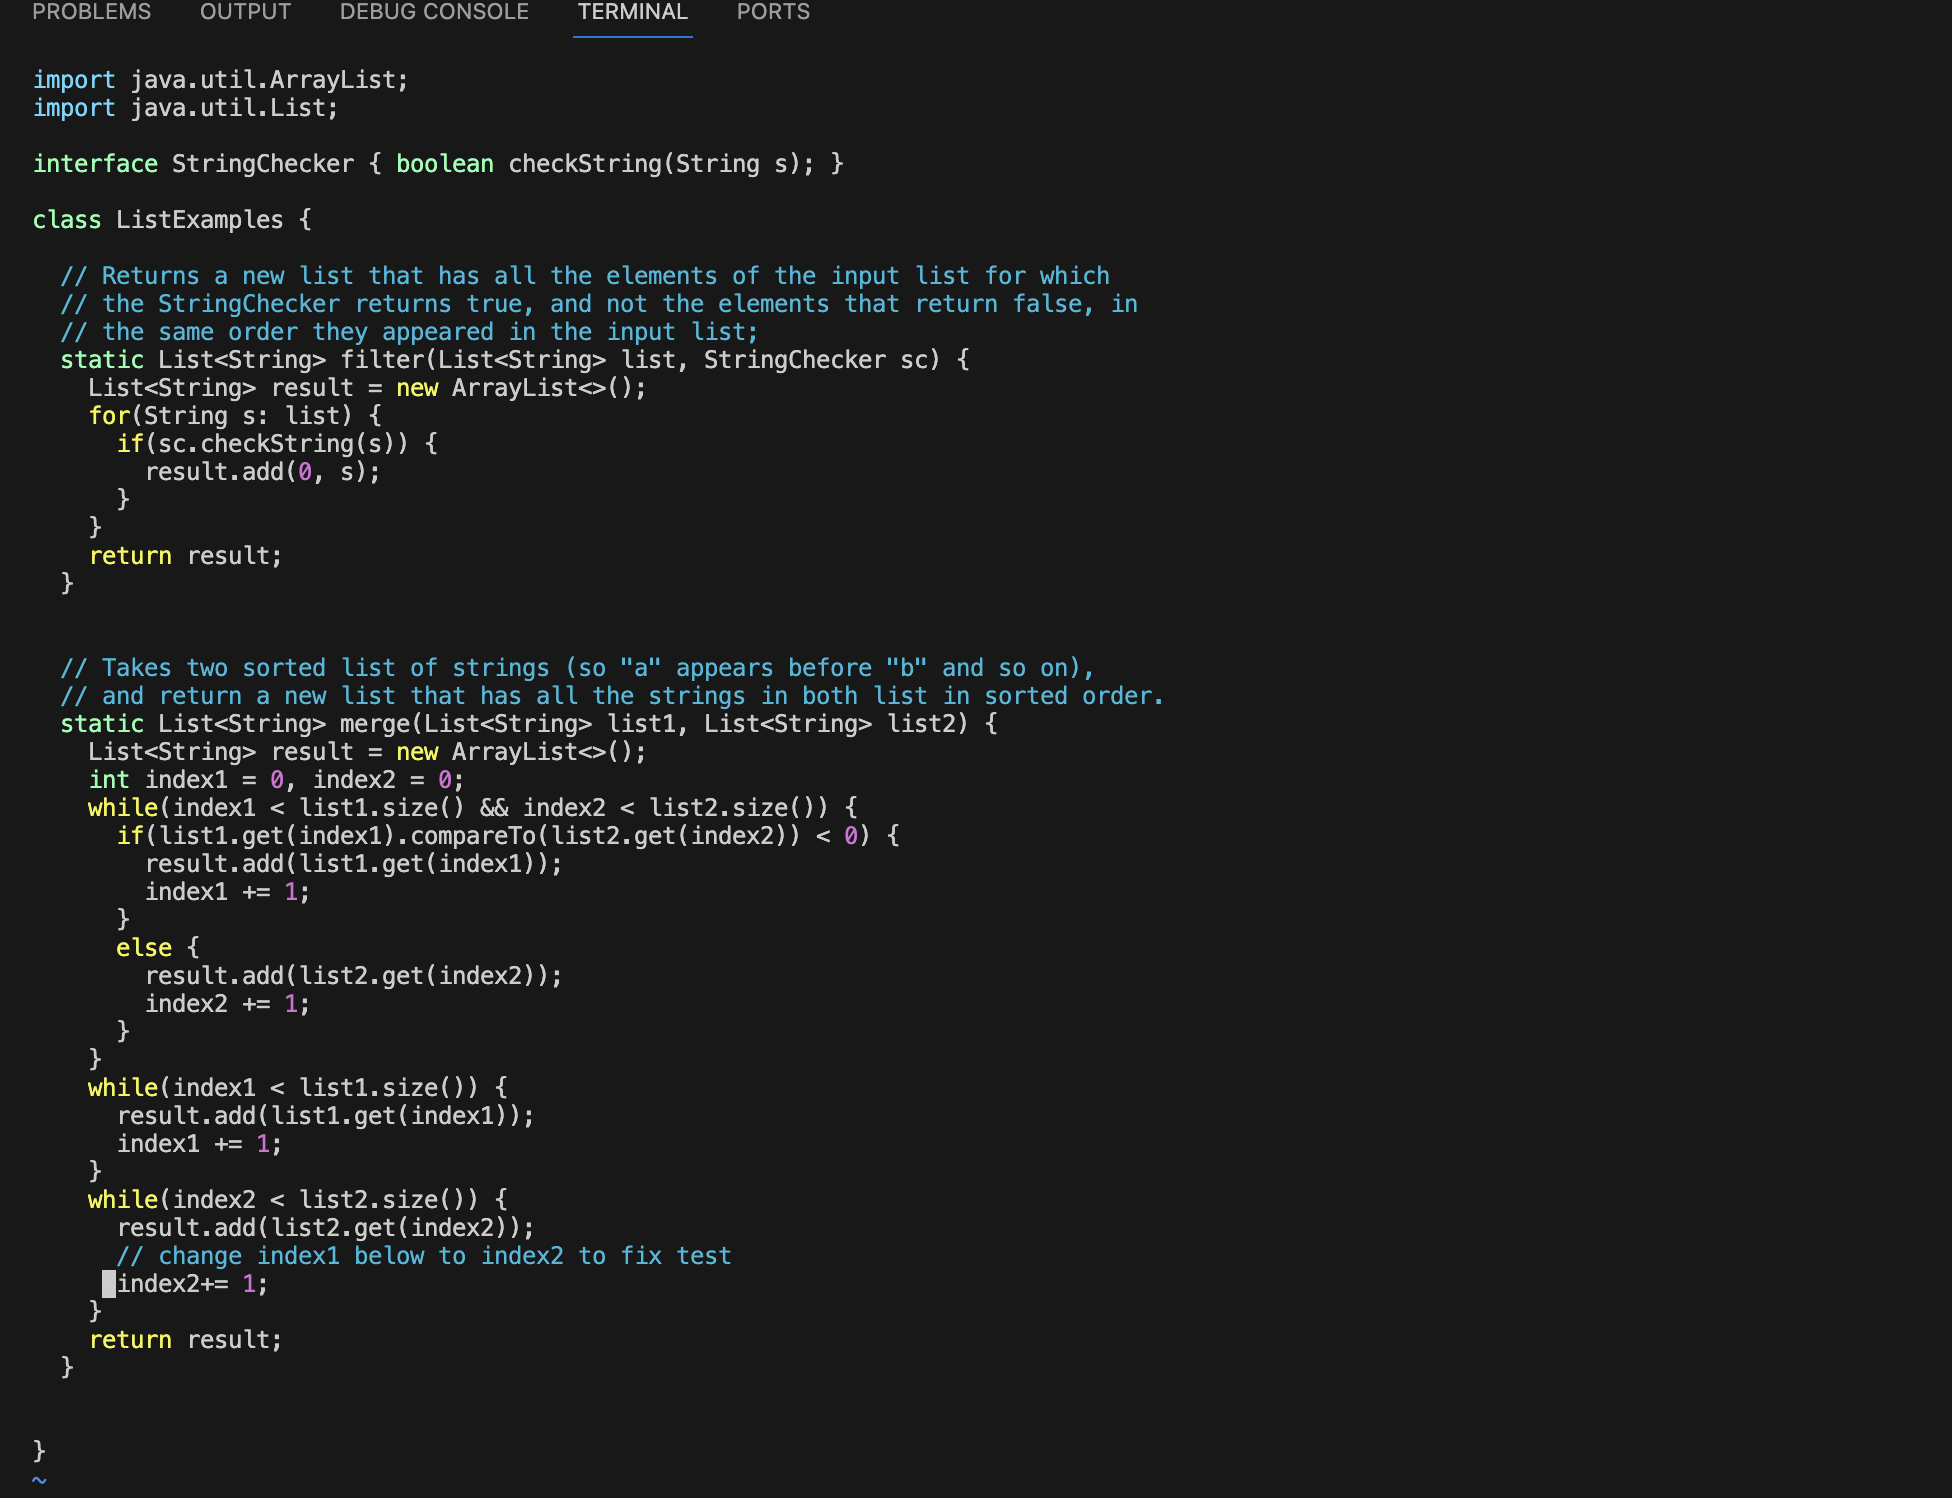 PROBLEMS OUTPUT DEBUG CONSOLE TERMINAL PORTS
import java.util.ArrayList;
import java.util.List;

interface StringChecker { boolean checkString(String s); }

class ListExamples {

  // Returns a new list that has all the elements of the input list for which
  // the StringChecker returns true, and not the elements that return false, in
  // the same order they appeared in the input list;
  static List<String> filter(List<String> list, StringChecker sc) {
    List<String> result = new ArrayList<>();
    for(String s: list) {
      if(sc.checkString(s)) {
        result.add(0, s);
      }
    }
    return result;
  }


  // Takes two sorted list of strings (so "a" appears before "b" and so on),
  // and return a new list that has all the strings in both list in sorted order.
  static List<String> merge(List<String> list1, List<String> list2) {
    List<String> result = new ArrayList<>();
    int index1 = 0, index2 = 0;
    while(index1 < list1.size() && index2 < list2.size()) {
      if(list1.get(index1).compareTo(list2.get(index2)) < 0) {
        result.add(list1.get(index1));
        index1 += 1;
      }
      else {
        result.add(list2.get(index2));
        index2 += 1;
      }
    }
    while(index1 < list1.size()) {
      result.add(list1.get(index1));
      index1 += 1;
    }
    while(index2 < list2.size()) {
      result.add(list2.get(index2));
      // change index1 below to index2 to fix test
      index2+= 1;
    }
    return result;
  }


}
~